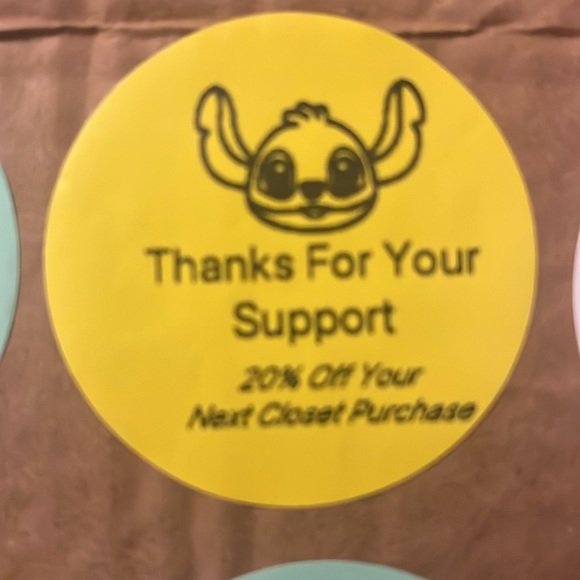 Thanks For Your
Support
20% Off Your
Next Closet Purchase